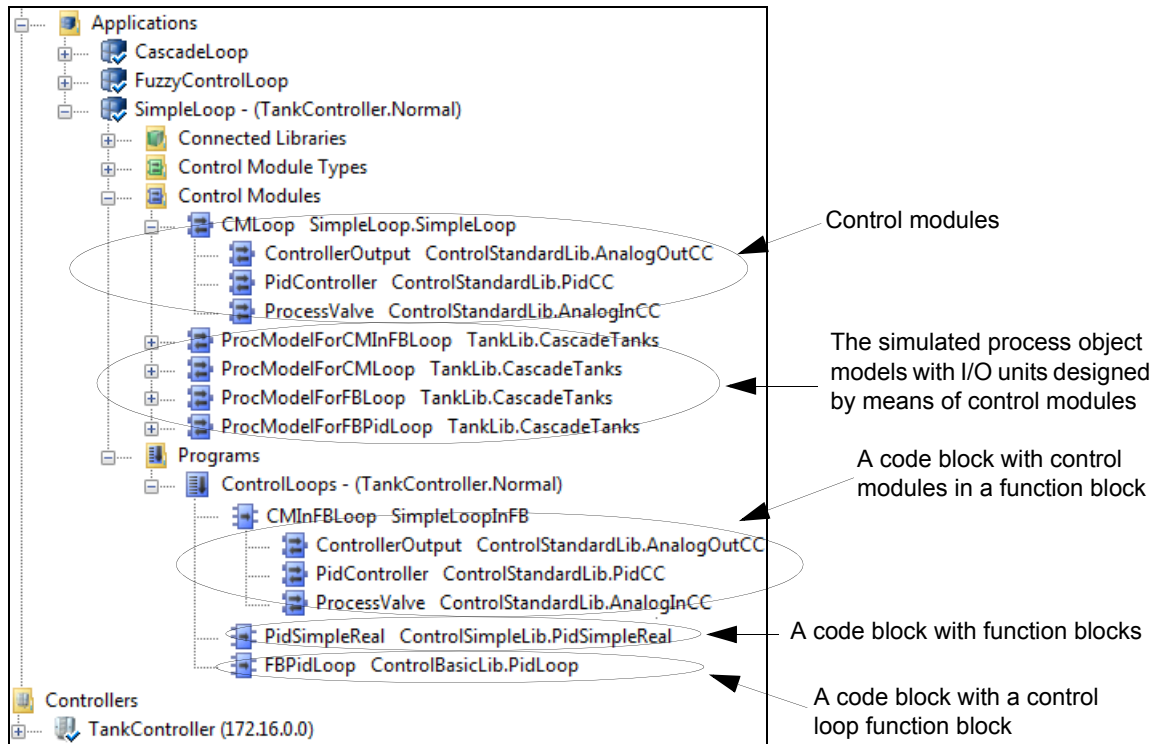 Applications
CascadeLoop
FuzzyControlLoop
SimpleLoop - (TankController.Normal)
Connected Libraries
Control Module Types
Control Modules
CMLoop SimpleLoop.SimpleLoop
ControllerOutput ControlStandardLib.AnalogOutCC
PidController ControlStandardLib.PidCC
ProcessValve ControlStandardLib.AnalogInCC
ProcModelForCMInFBLoop TankLib.CascadeTanks
ProcModelForCMLoop TankLib.CascadeTanks
ProcModelForFBLoop TankLib.CascadeTanks
ProcModelForFBPidLoop TankLib.CascadeTanks
Programs
ControlLoops - (TankController.Normal)
CMInFBLoop SimpleLoopInFB
ControllerOutput ControlStandardLib.AnalogOutCC
PidController ControlStandardLib.PidCC
ProcessValve ControlStandardLib.AnalogInCC
PidSimpleReal ControlSimpleLib.PidSimpleReal
FBPidLoop ControlBasicLib.PidLoop
Controllers
TankController (172.16.0.0)
Control modules
The simulated process object
models with I/O units designed
by means of control modules
A code block with control
modules in a function block
A code block with function blocks
A code block with a control
loop function block